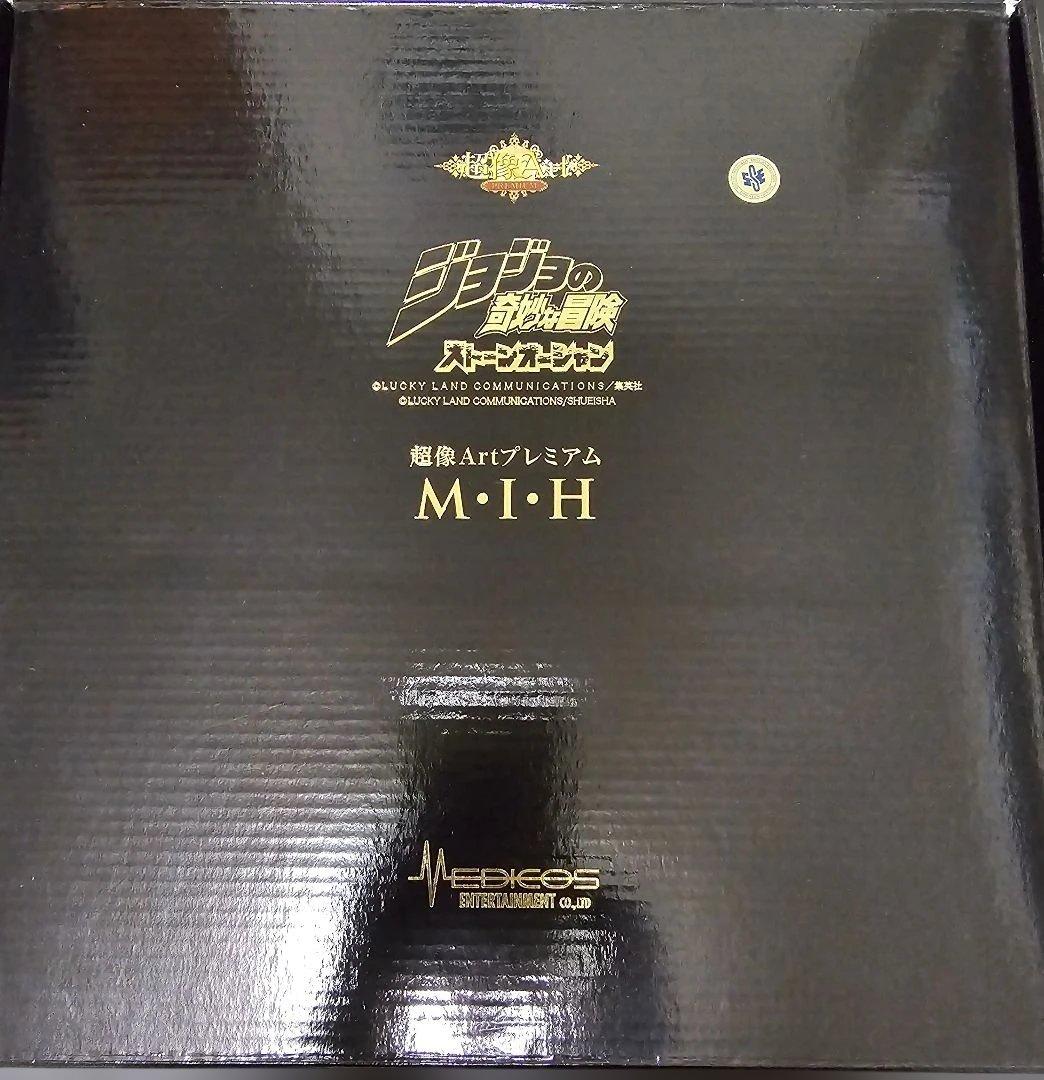 超像Art
PREMIUM
ジョジョの
奇妙な冒険
ストーンオーシャン
©LUCKY LAND COMMUNICATIONS/集英社
©LUCKY LAND COMMUNICATIONS/SHUEISHA
超像Artプレミアム
M・I・H
MEDICOS
ENTERTAINMENT CO.,LTD